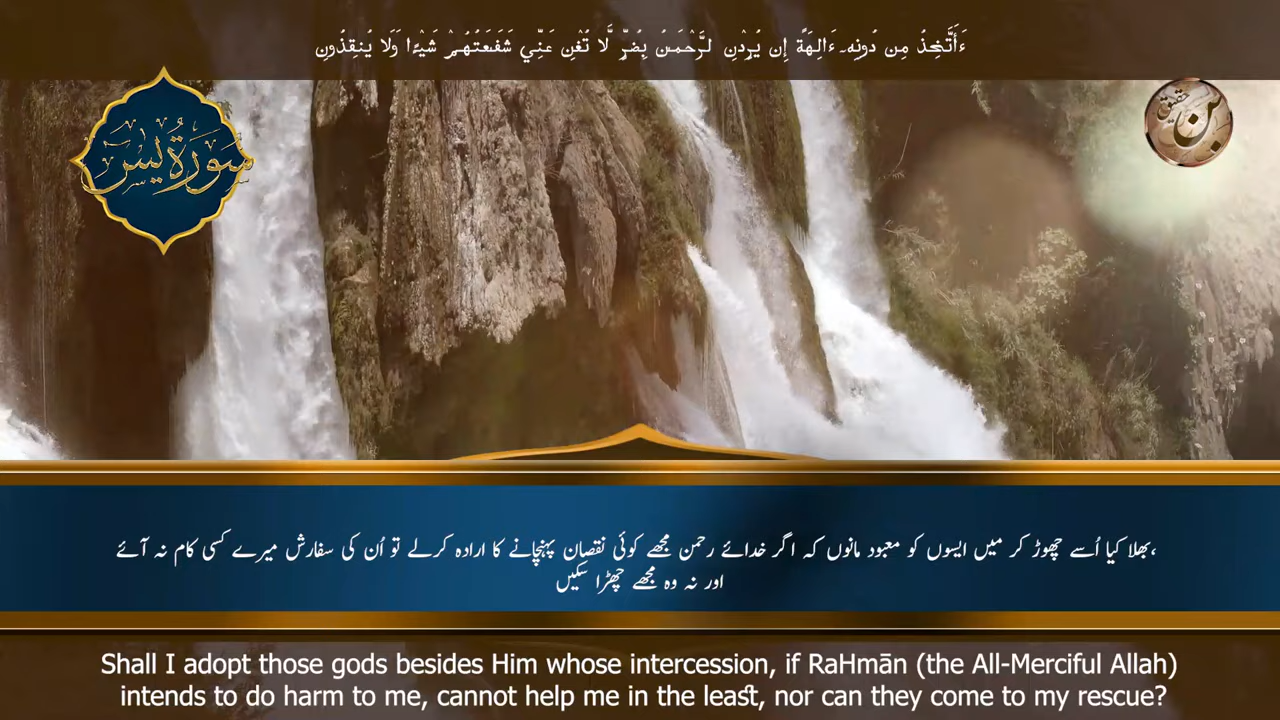 ءَأَتَّخِذُ مِن دُونِهِۦٓ ءَالِهَةً إِن يُرِدْنِ ٱلرَّحْمَٰنُ بِضُرٍّ لَّا تُغْنِ عَنِّي شَفَٰعَتُهُمْ شَيْـًٔا وَلَا يُنقِذُونِ
سورة يس
بھلا کیا اُسے چھوڑ کر میں ایسوں کو معبود مانوں کہ اگر خدائے رحمن مجھے کوئی نقصان پہنچانے کا ارادہ کرلے تو اُن کی سفارش میرے کسی کام نہ آئے،
اور نہ وہ مجھے چھڑا سکیں
Shall I adopt those gods besides Him whose intercession, if RaHmān (the All-Merciful Allah)
intends to do harm to me, cannot help me in the least, nor can they come to my rescue?